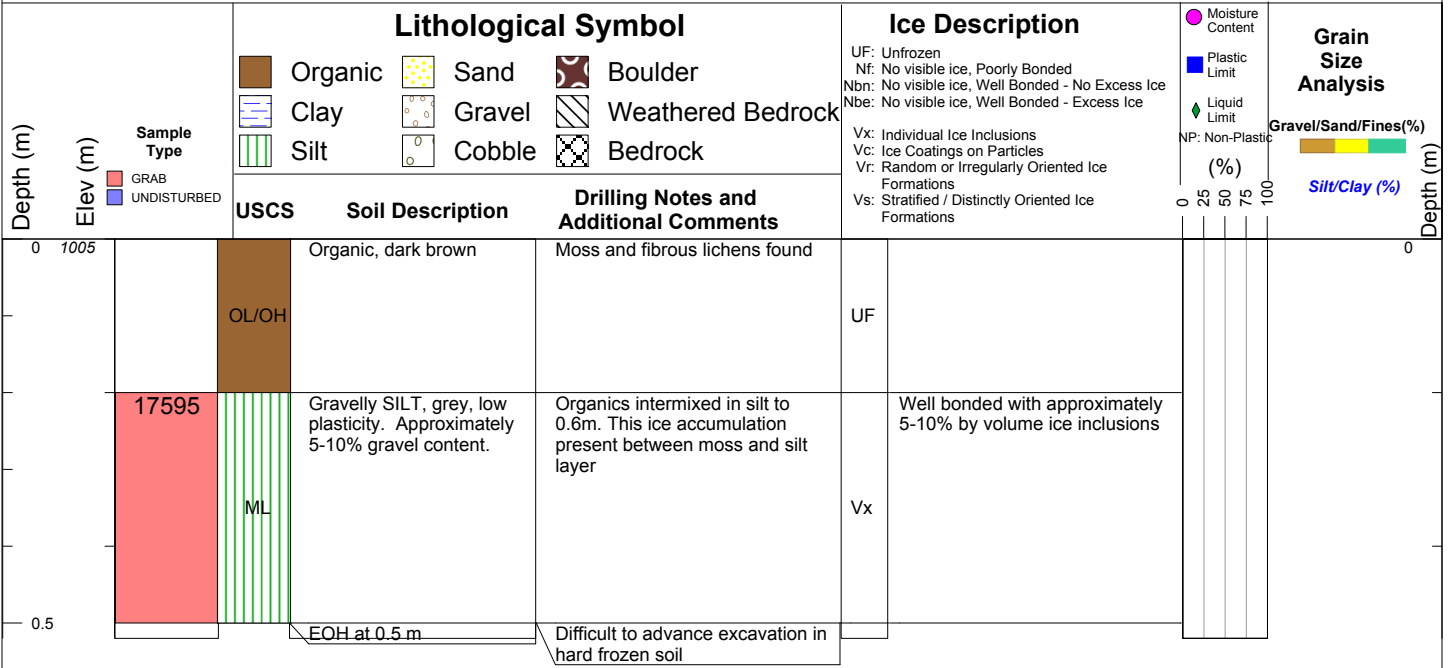 Lithological Symbol
Organic
Sand
Boulder
Clay
Gravel
Weathered Bedrock
Silt
Cobble
Bedrock
Ice Description
UF: Unfrozen
Nf: No visible ice, Poorly Bonded
Nbn: No visible ice, Well Bonded - No Excess Ice
Nbe: No visible ice, Well Bonded - Excess Ice
Vx: Individual Ice Inclusions
Vc: Ice Coatings on Particles
Vr: Random or Irregularly Oriented Ice
Formations
Vs: Stratified / Distinctly Oriented Ice
Formations
Moisture
Content
Plastic
Limit
Liquid
Limit
NP: Non-Plastic
(%)
0 25 50 75 100
Grain
Size
Analysis
Gravel/Sand/Fines(%)
Silt/Clay (%)
Depth (m)
Depth (m)
Elev (m)
Sample
Type
GRAB
UNDISTURBED
USCS
Soil Description
Drilling Notes and
Additional Comments
0
1005
OL/OH
Organic, dark brown
Moss and fibrous lichens found
UF
0
17595
ML
Gravelly SILT, grey, low
plasticity. Approximately
5-10% gravel content.
Organics intermixed in silt to
0.6m. This ice accumulation
present between moss and silt
layer
Vx
Well bonded with approximately
5-10% by volume ice inclusions
0.5
EOH at 0.5 m
Difficult to advance excavation in
hard frozen soil